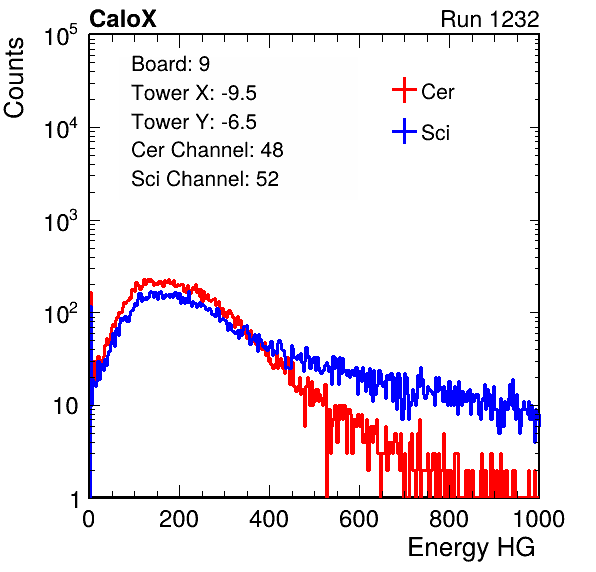 CaloX Run 1232
Counts
Board: 9
Tower X: -9.5
Tower Y: -6.5
Cer Channel: 48
Sci Channel: 52
Cer
Sci
10^5
10^4
10^3
10^2
10
1
0 200 400 600 800 1000
Energy HG